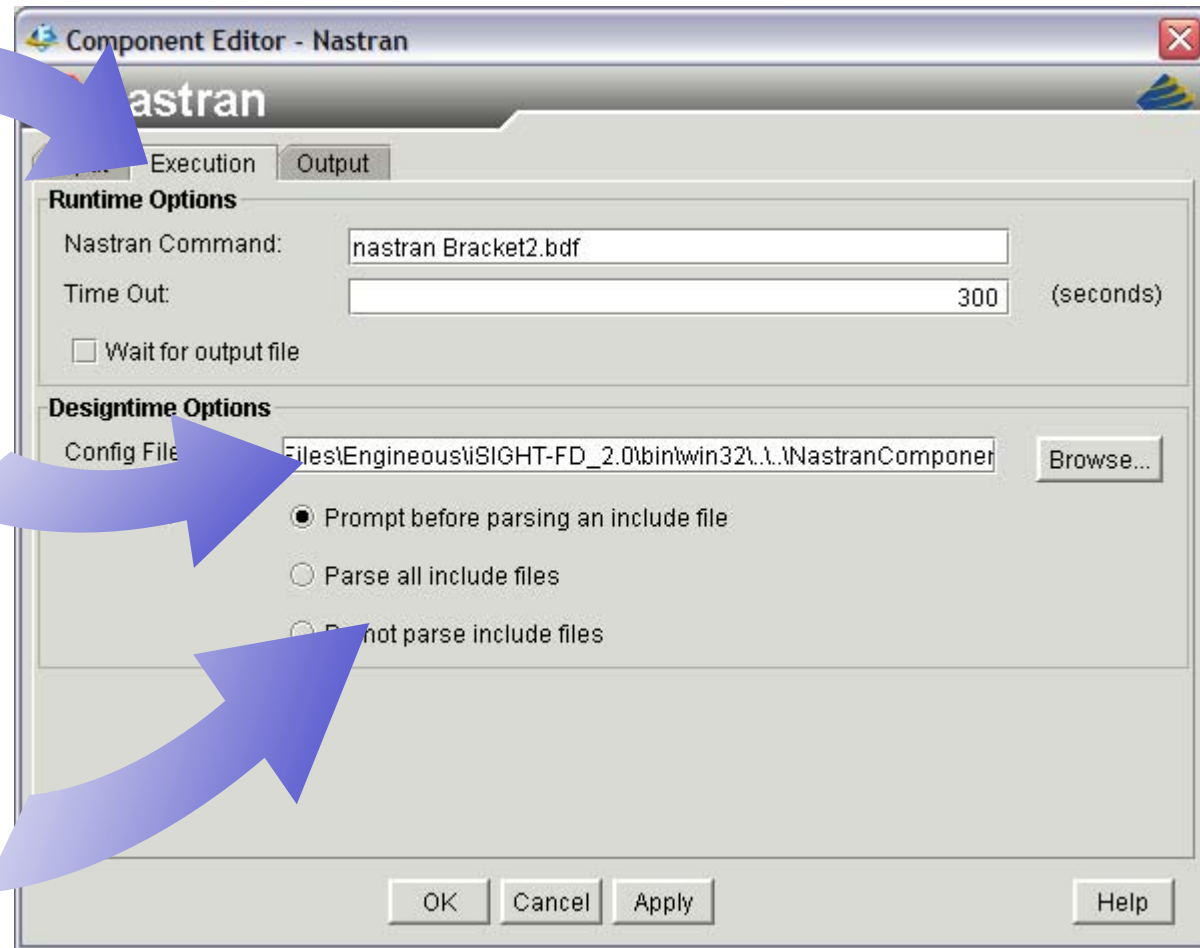 Component Editor - Nastran
astran
Execution Output
Runtime Options
Nastran Command: nastran Bracket2.bdf
Time Out: 300 (seconds)
Wait for output file
Designtime Options
Config File Files\Engineous\iSIGHT-FD_2.0\bin\win32\..\..\NastranComponen Browse...
Prompt before parsing an include file
Parse all include files
not parse include files
OK Cancel Apply Help